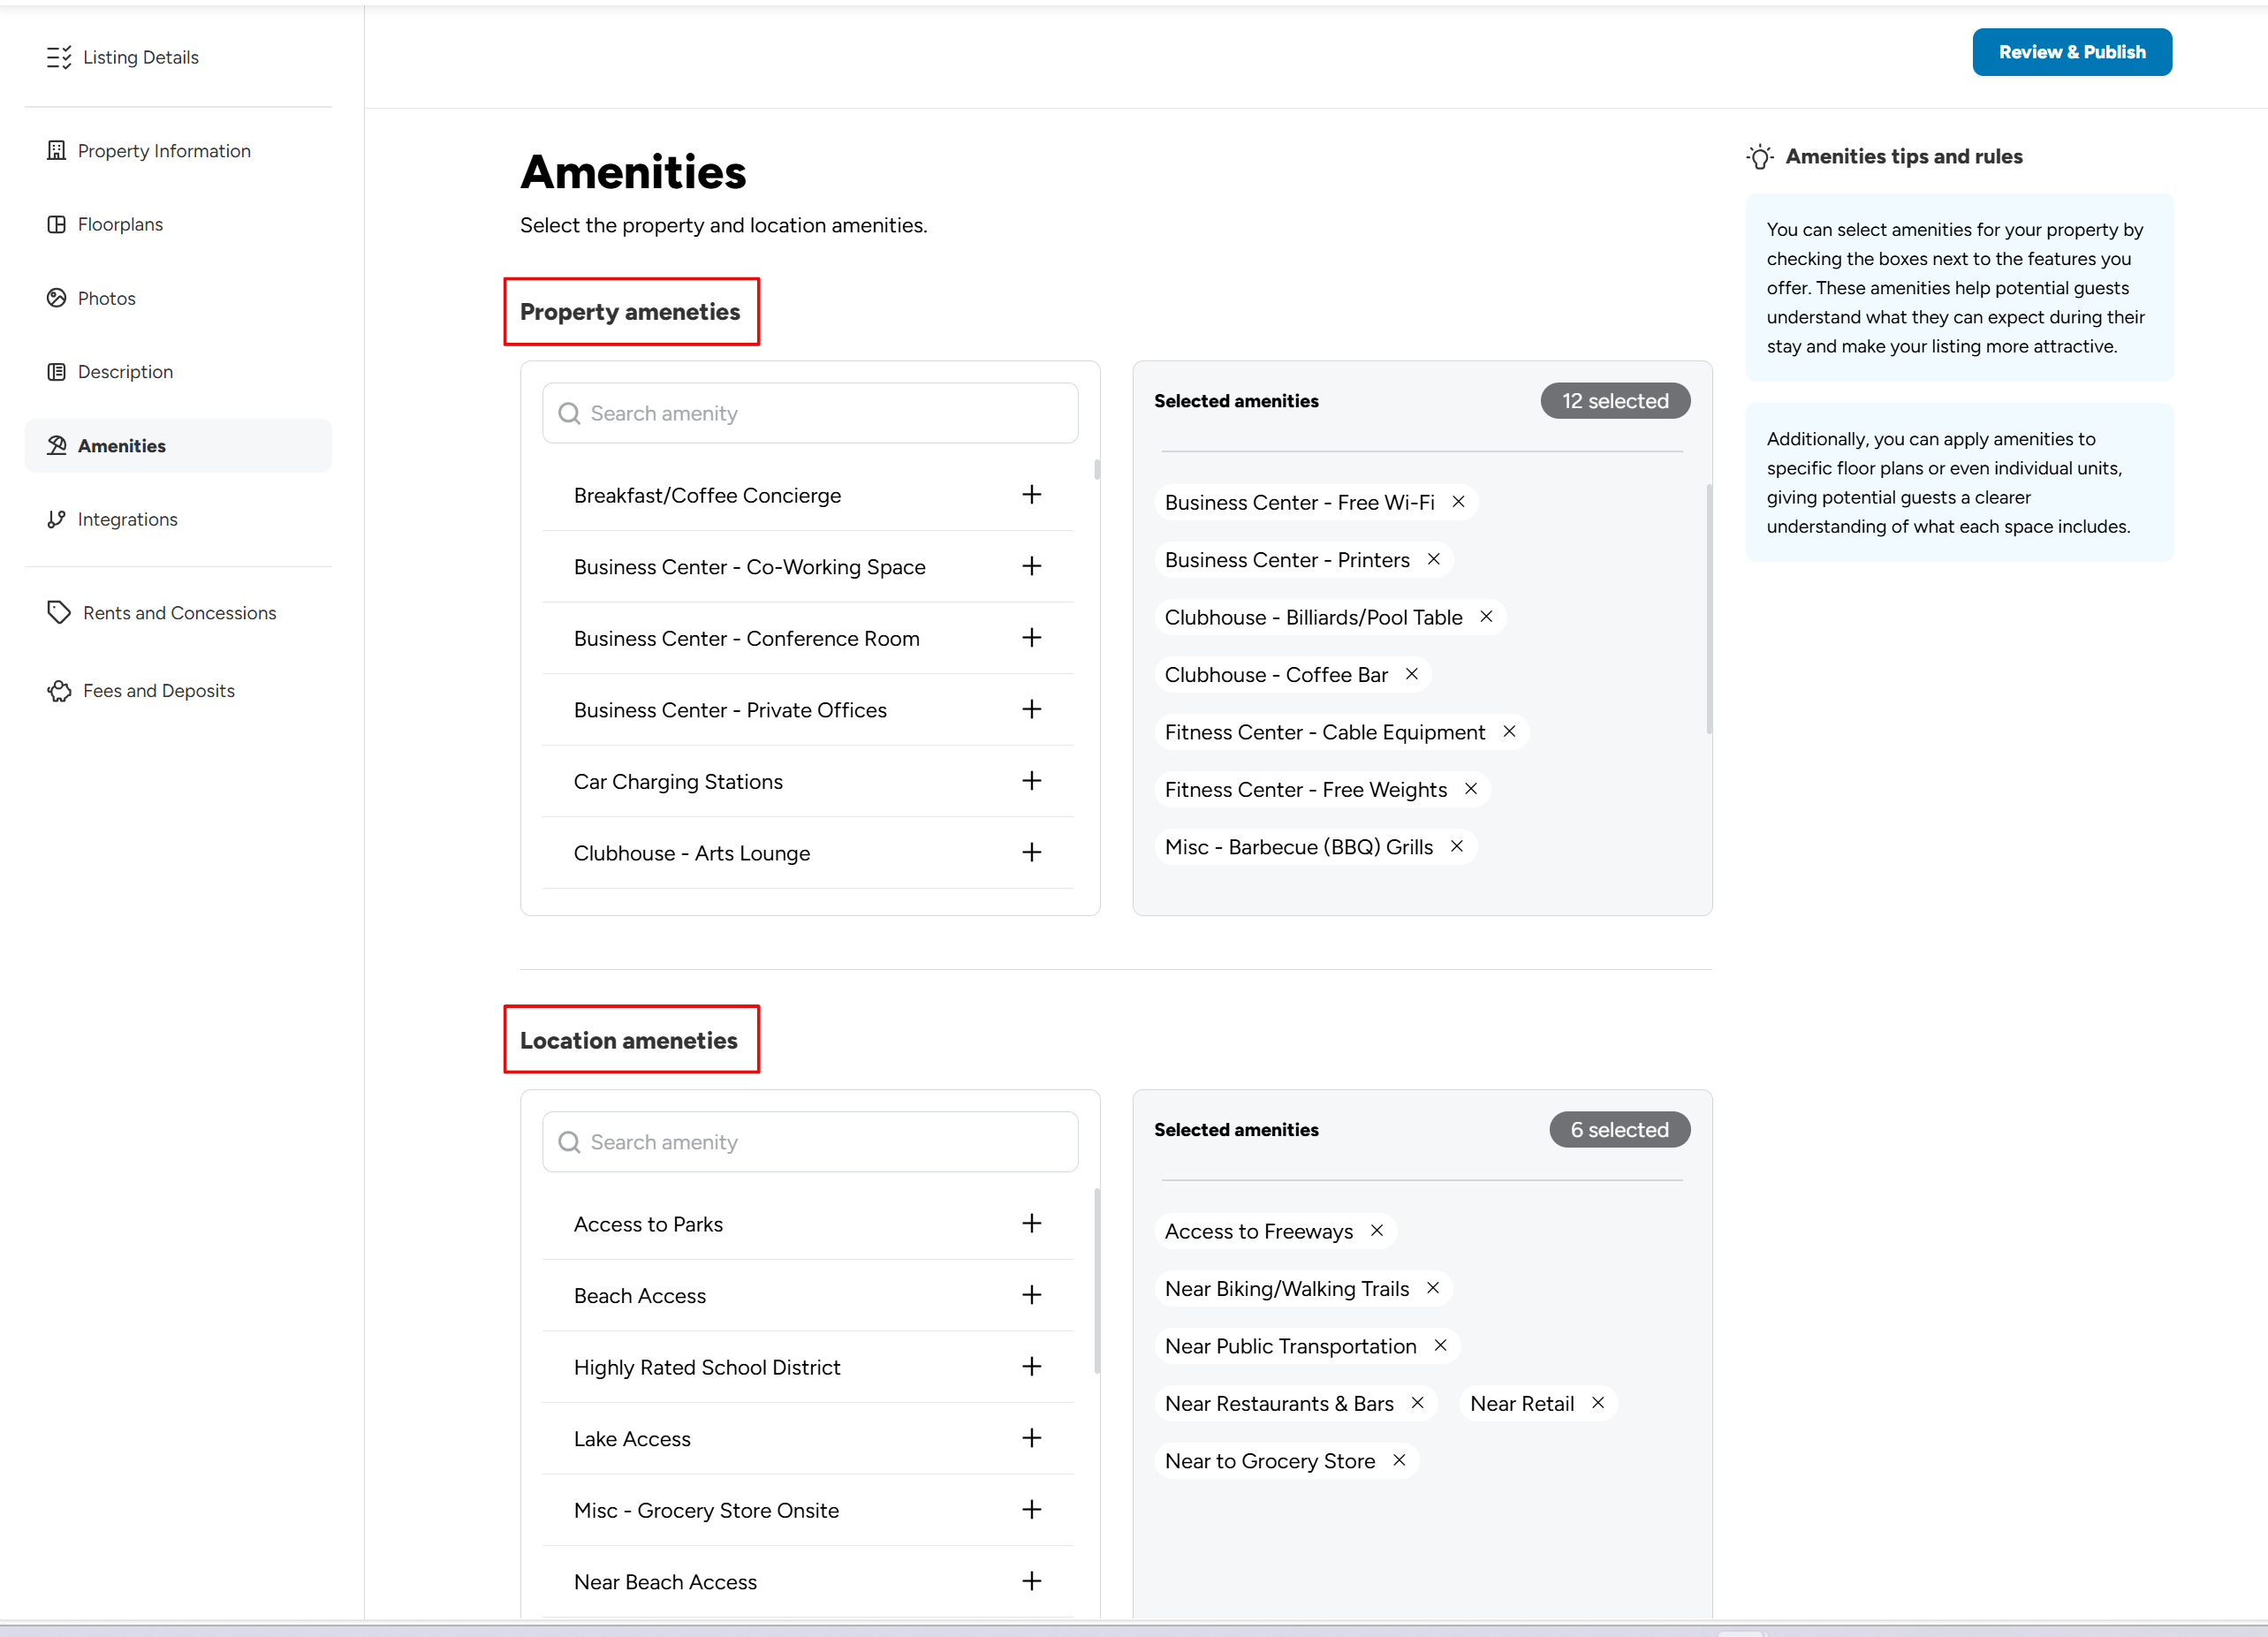 Listing Details
Property Information
Floorplans
Photos
Description
Amenities
Integrations
Rents and Concessions
Fees and Deposits
Review & Publish
Amenities
Select the property and location amenities.
Property ameneties
Search amenity
Breakfast/Coffee Concierge
Business Center - Co-Working Space
Business Center - Conference Room
Business Center - Private Offices
Car Charging Stations
Clubhouse - Arts Lounge
Selected amenities
12 selected
Business Center - Free Wi-Fi
Business Center - Printers
Clubhouse - Billiards/Pool Table
Clubhouse - Coffee Bar
Fitness Center - Cable Equipment
Fitness Center - Free Weights
Misc - Barbecue (BBQ) Grills
Location ameneties
Search amenity
Access to Parks
Beach Access
Highly Rated School District
Lake Access
Misc - Grocery Store Onsite
Near Beach Access
Selected amenities
6 selected
Access to Freeways
Near Biking/Walking Trails
Near Public Transportation
Near Restaurants & Bars
Near Retail
Near to Grocery Store
Amenities tips and rules
You can select amenities for your property by
checking the boxes next to the features you
offer. These amenities help potential guests
understand what they can expect during their
stay and make your listing more attractive.
Additionally, you can apply amenities to
specific floor plans or even individual units,
giving potential guests a clearer
understanding of what each space includes.